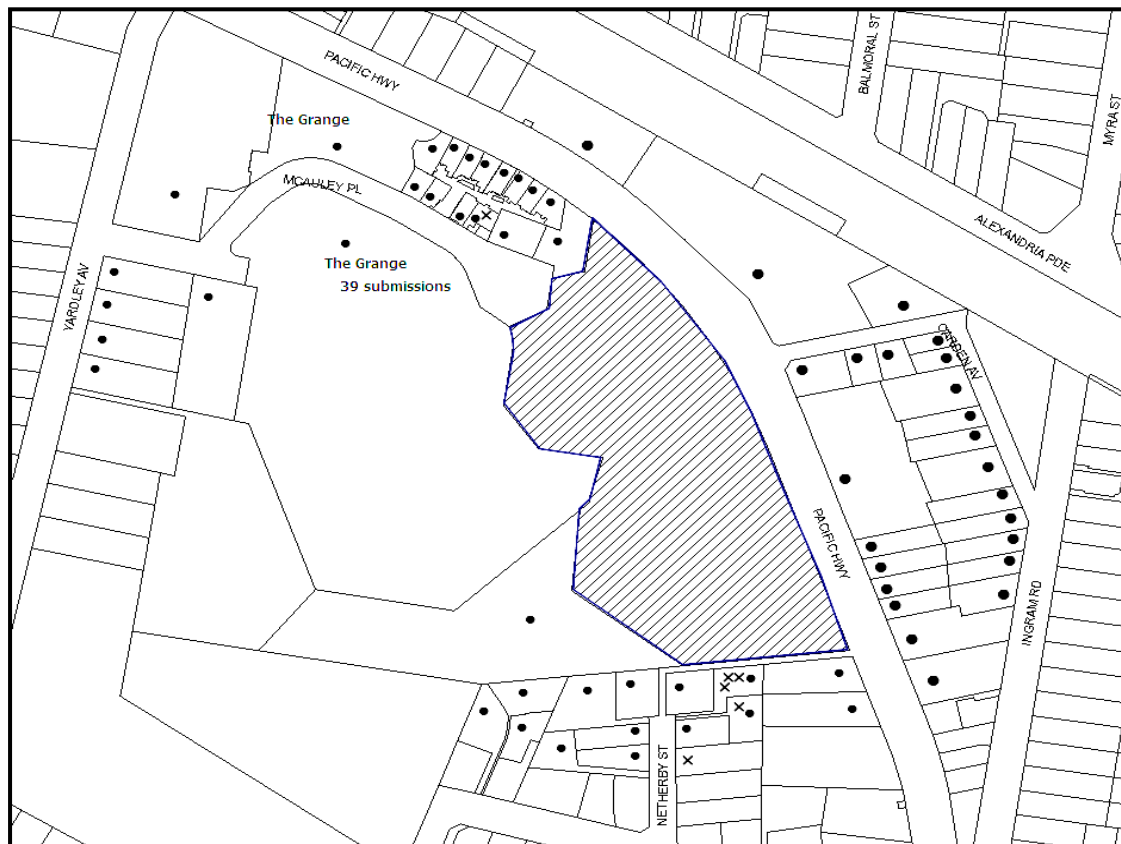 PACIFIC HWY
BALMORAL ST
MYRA ST
The Grange
MCAULEY PL
ALEXANDRIA PDE
The Grange
39 submissions
YARDLEY AV
CARDEN AV
PACIFIC HWY
INGRAM RD
NETHERBY ST